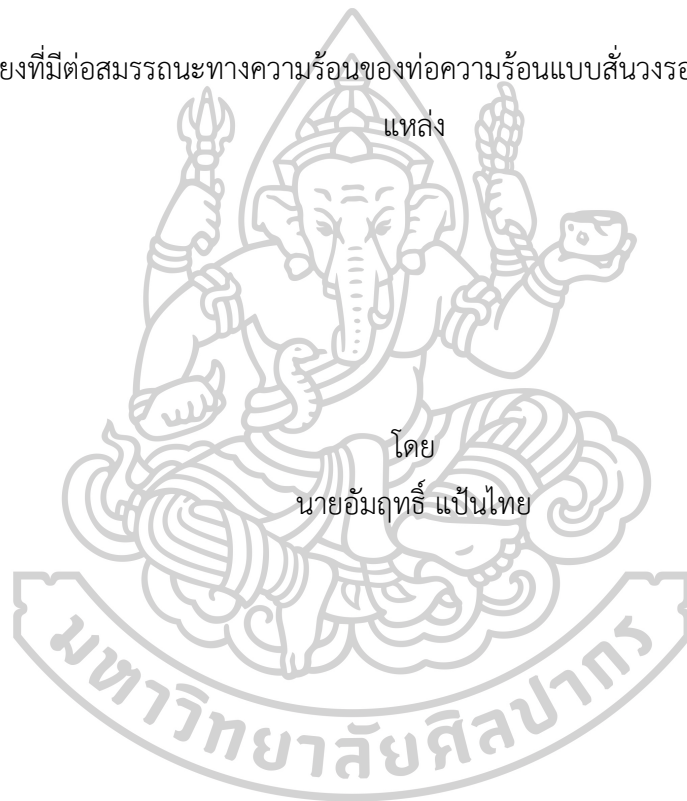 ยงที่มีต่อสมรรถนะทางความร้อนของท่อความร้อนแบบสั่นวงรอ
แหล่ง
โดย
นายอัมฤทธิ์ แป้นไทย
มหาวิทยาลัยศิลปากร